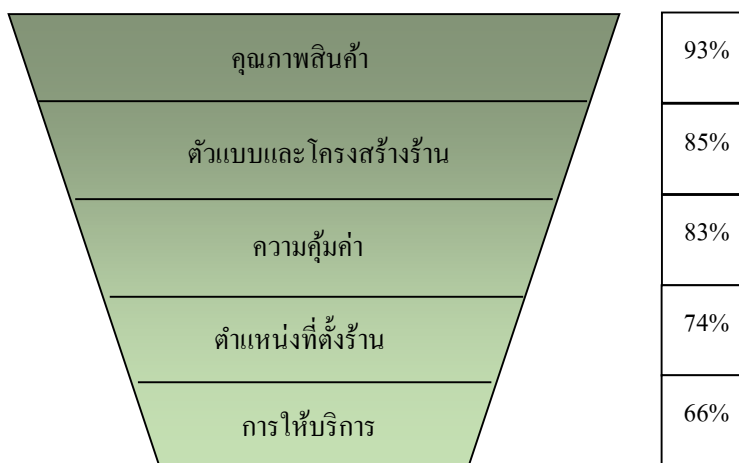 คุณภาพสินค้า 93%
ตัวแบบและโครงสร้างร้าน 85%
ความคุ้มค่า 83%
ตำแหน่งที่ตั้งร้าน 74%
การให้บริการ 66%